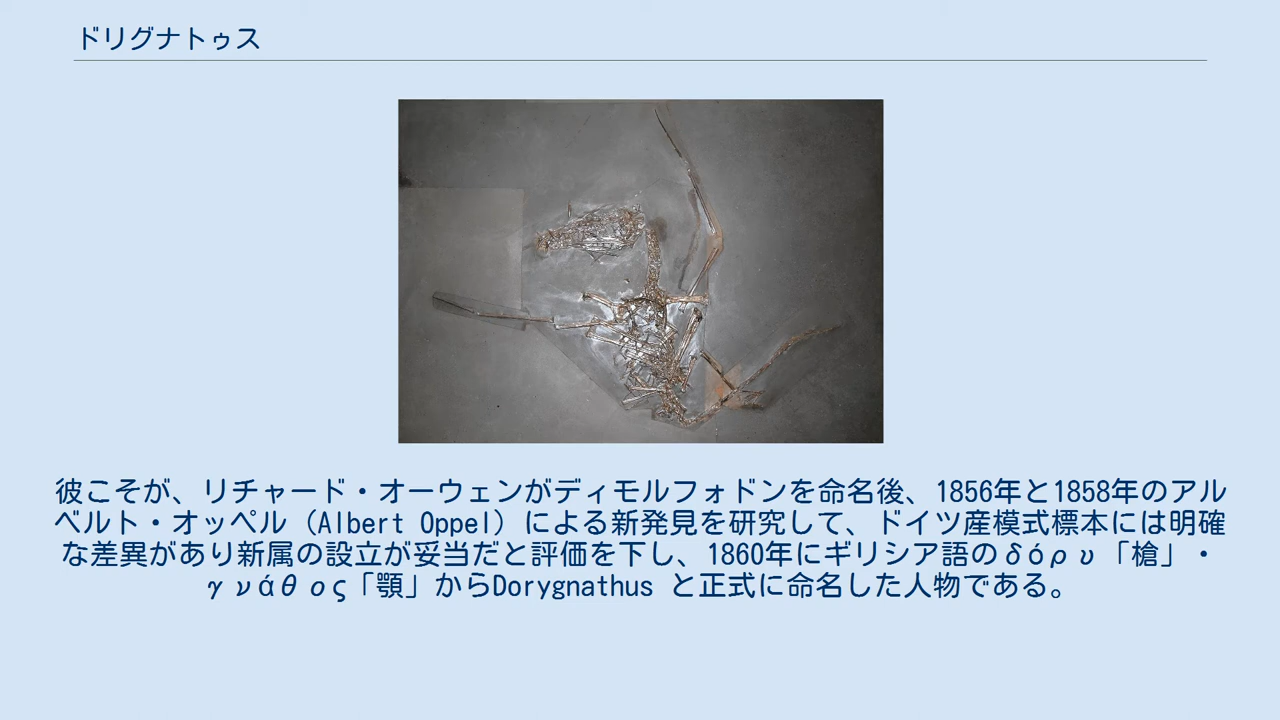 ドリグナトゥス
彼こそが、リチャード・オーウェンがディモルフォドンを命名後、1856年と1858年のアル
ベルト・オッペル（Albert Oppel）による新発見を研究して、ドイツ産模式標本には明確
な差異があり新属の設立が妥当だと評価を下し、1860年にギリシア語のδόρυ「槍」・
γνάθος「顎」からDorygnathus と正式に命名した人物である。